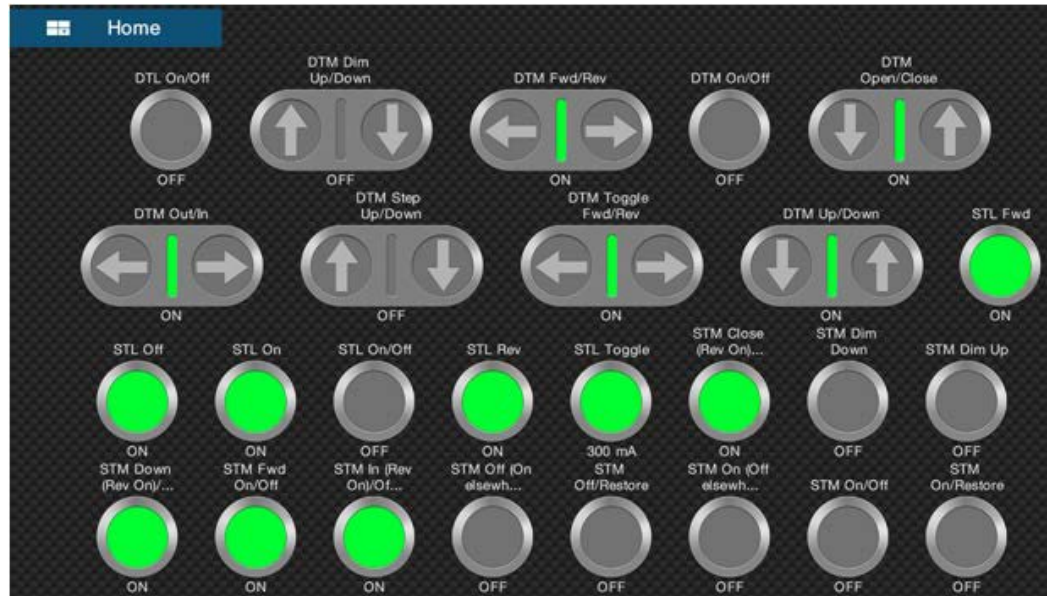 Home
DTL On/Off
DTM Dim
Up/Down
DTM Fwd/Rev
DTM On/Off
DTM
Open/Close
OFF
OFF
ON
OFF
ON
DTM Out/In
DTM Step
Up/Down
DTM Toggle
Fwd/Rev
DTM Up/Down
STL Fwd
ON
OFF
ON
ON
ON
STL Off
STL On
STL On/Off
STL Rev
STL Toggle
STM Close
(Rev On)...
STM Dim
Down
STM Dim Up
ON
ON
OFF
ON
300 mA
ON
OFF
OFF
STM Down
(Rev On)/...
STM Fwd
On/Off
STM In (Rev
On)/Of...
STM Off (On
elsewh...
STM
Off/Restore
STM On (Off
elsewh...
STM On/Off
STM
On/Restore
ON
ON
ON
OFF
OFF
OFF
OFF
OFF